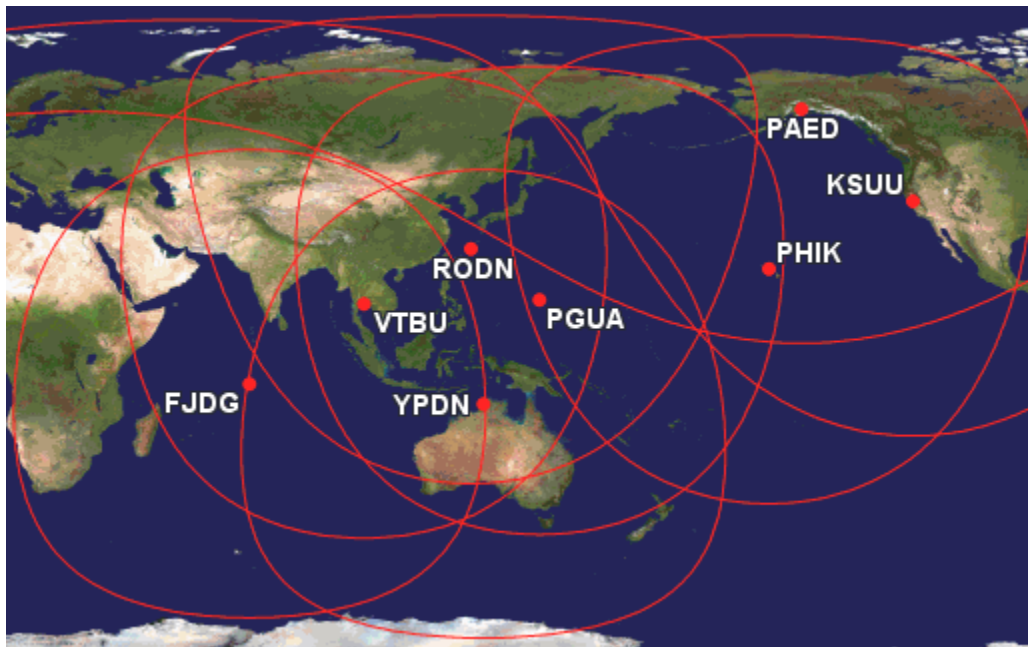 PAED
KSUU
PHIK
RODN
PGUA
VTBU
FJDG
YPDN